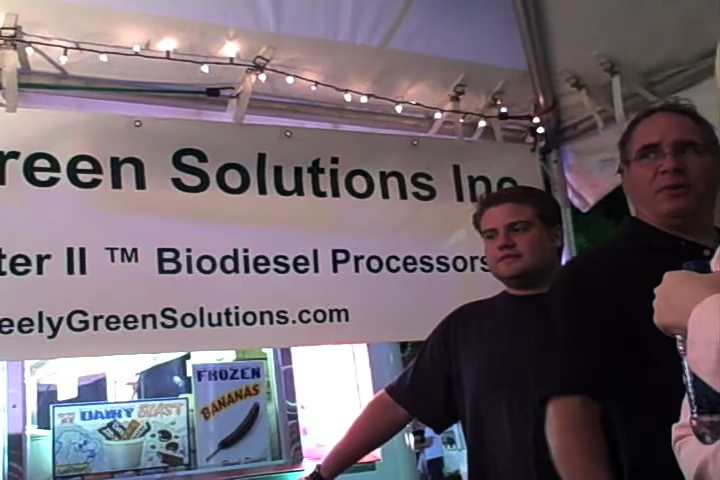 reen Solutions Inc
ter II ™ Biodiesel Processors
eelyGreenSolutions.com
DAIRY BLAST
FROZEN
BANANAS